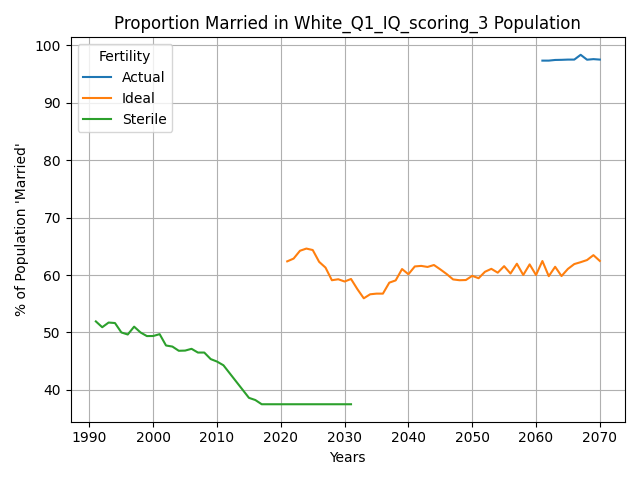 Proportion Married in White_Q1_IQ_scoring_3 Population
Fertility
Actual
Ideal
Sterile
% of Population 'Married'
100
90
80
70
60
50
40
1990 2000 2010 2020 2030 2040 2050 2060 2070
Years